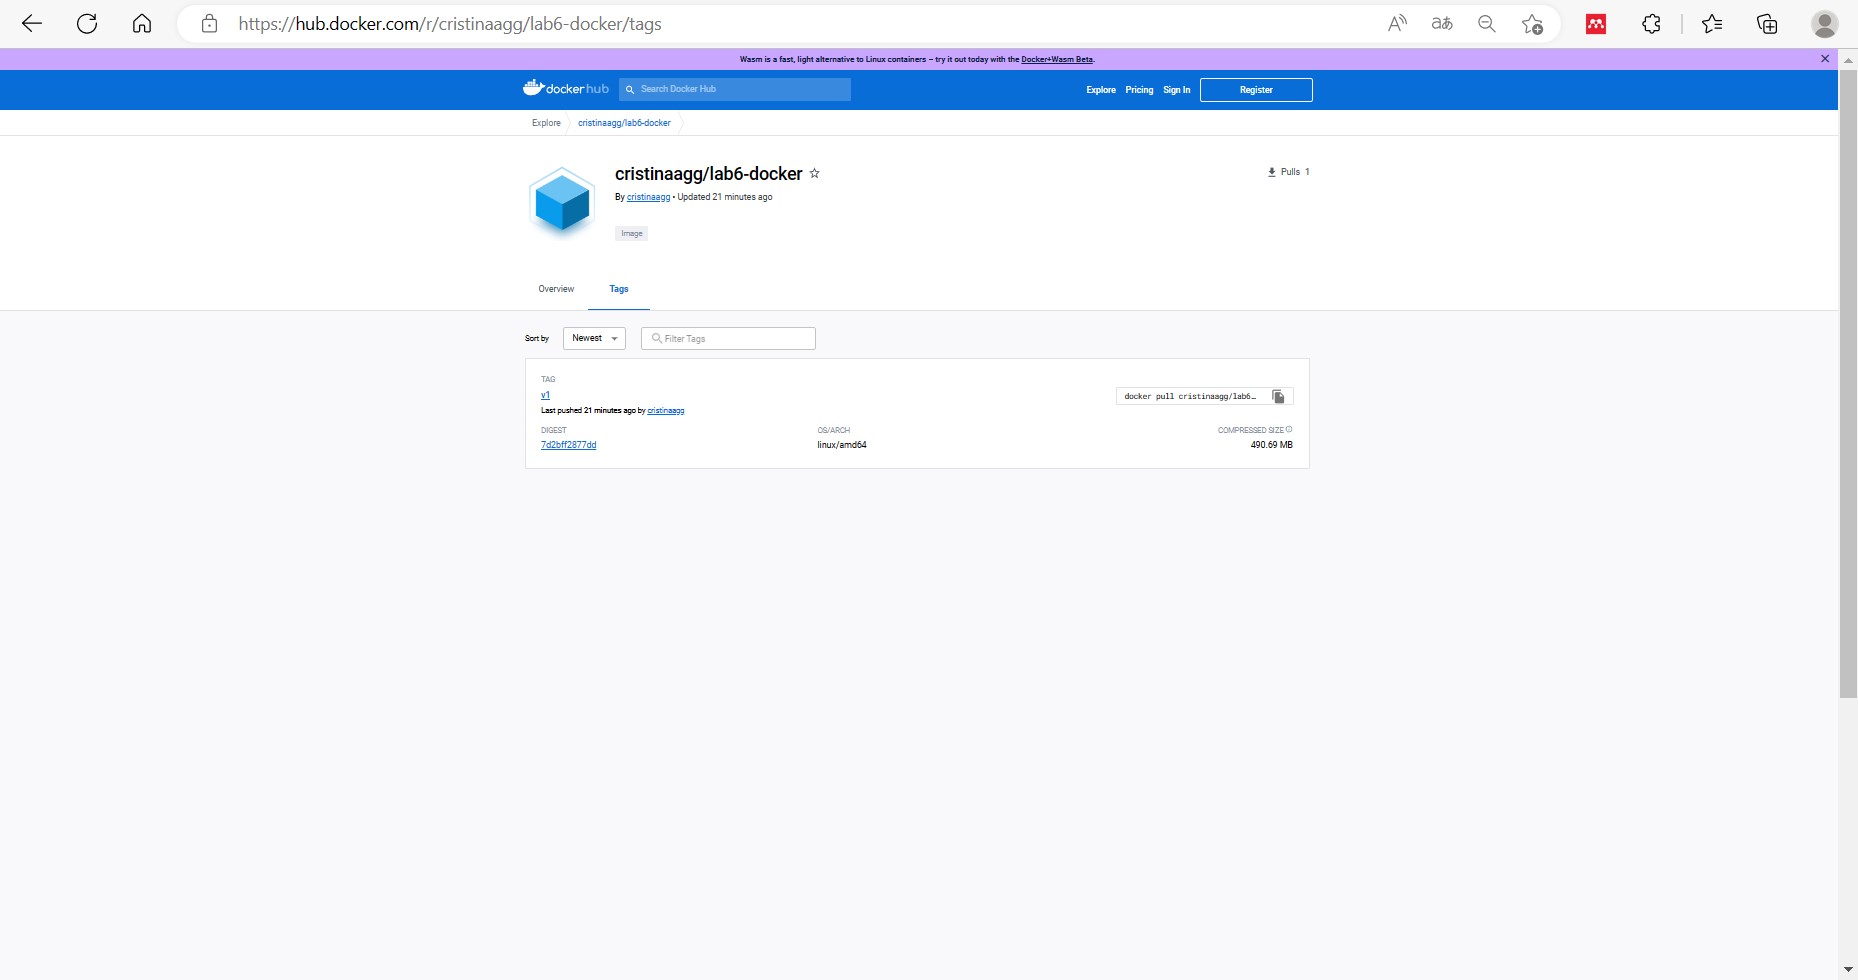 https://hub.docker.com/r/cristinaagg/lab6-docker/tags
Wasm is a fast, light alternative to Linux containers – try it out today with the Docker+Wasm Beta.
dockerhub
Search Docker Hub
Explore
Pricing
Sign In
Register
Explore
cristinaagg/lab6-docker
cristinaagg/lab6-docker
Pulls 1
By cristinaagg • Updated 21 minutes ago
Image
Overview
Tags
Sort by
Newest
Filter Tags
TAG
v1
docker pull cristinaagg/lab6…
Last pushed 21 minutes ago by cristinaagg
DIGEST
OS/ARCH
COMPRESSED SIZE
7d2bff2877dd
linux/amd64
490.69 MB